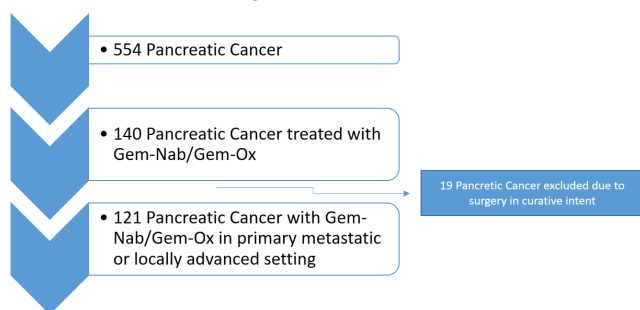 • 554 Pancreatic Cancer
• 140 Pancreatic Cancer treated with
Gem-Nab/Gem-Ox
19 Pancretic Cancer excluded due to
surgery in curative intent
• 121 Pancreatic Cancer with Gem-
Nab/Gem-Ox in primary metastatic
or locally advanced setting